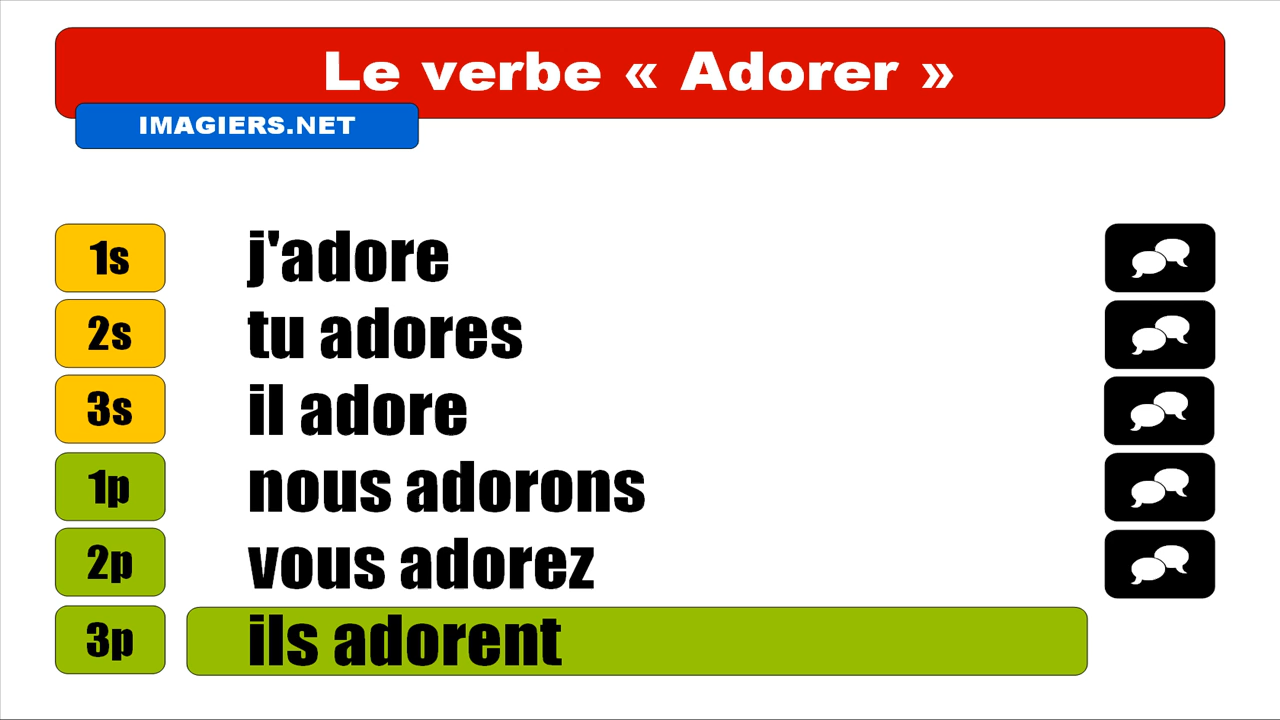 Le verbe « Adorer »
IMAGIERS.NET
1s j'adore
2s tu adores
3s il adore
1p nous adorons
2p vous adorez
3p ils adorent